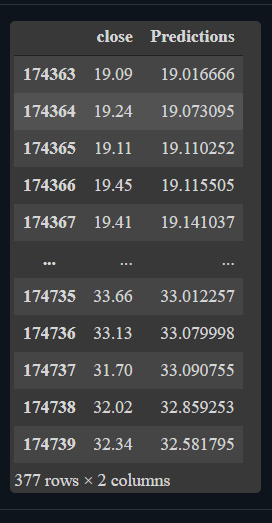 close Predictions
174363 19.09 19.016666
174364 19.24 19.073095
174365 19.11 19.110252
174366 19.45 19.115505
174367 19.41 19.141037
... ... ...
174735 33.66 33.012257
174736 33.13 33.079998
174737 31.70 33.090755
174738 32.02 32.859253
174739 32.34 32.581795
377 rows × 2 columns